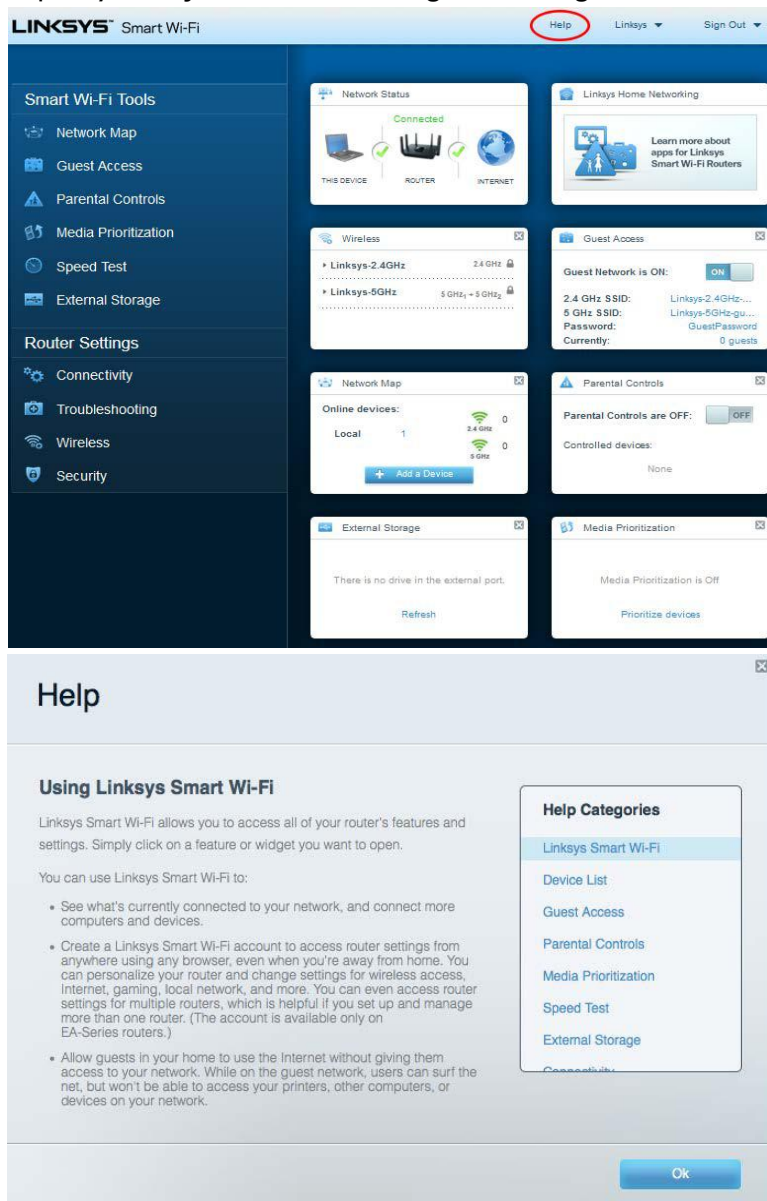 LINKSYS™ Smart Wi-Fi
Help
Linksys
Sign Out
Smart Wi-Fi Tools
Network Map
Guest Access
Parental Controls
Media Prioritization
Speed Test
External Storage
Router Settings
Connectivity
Troubleshooting
Wireless
Security
Network Status
Connected
THIS DEVICE
ROUTER
INTERNET
Linksys Home Networking
Learn more about
apps for Linksys
Smart Wi-Fi Routers
Wireless
Linksys-2.4GHz 2.4 GHz
Linksys-5GHz 5 GHz1 + 5 GHz2
Guest Access
Guest Network is ON: ON
2.4 GHz SSID: Linksys-2.4GHz-...
5 GHz SSID: Linksys-5GHz-gu...
Password: GuestPassword
Currently: 0 guests
Network Map
Online devices:
Local 1
0
2.4 GHz
0
5 GHz
+ Add a Device
Parental Controls
Parental Controls are OFF: OFF
Controlled devices:
None
External Storage
There is no drive in the external port.
Refresh
Media Prioritization
Media Prioritization is Off
Prioritize devices
Help
Using Linksys Smart Wi-Fi
Linksys Smart Wi-Fi allows you to access all of your router's features and
settings. Simply click on a feature or widget you want to open.
You can use Linksys Smart Wi-Fi to:
• See what's currently connected to your network, and connect more
computers and devices.
• Create a Linksys Smart Wi-Fi account to access router settings from
anywhere using any browser, even when you're away from home. You
can personalize your router and change settings for wireless access,
Internet, gaming, local network, and more. You can even access router
settings for multiple routers, which is helpful if you set up and manage
more than one router. (The account is available only on
EA-Series routers.)
• Allow guests in your home to use the Internet without giving them
access to your network. While on the guest network, users can surf the
net, but won't be able to access your printers, other computers, or
devices on your network.
Help Categories
Linksys Smart Wi-Fi
Device List
Guest Access
Parental Controls
Media Prioritization
Speed Test
External Storage
Connectivity
Ok